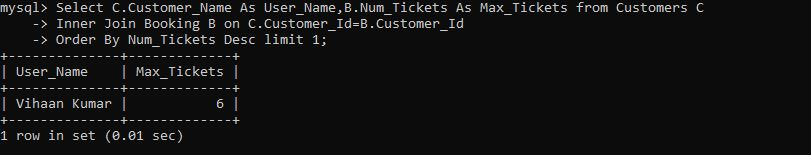 mysql> Select C.Customer_Name As User_Name,B.Num_Tickets As Max_Tickets from Customers C
    -> Inner Join Booking B on C.Customer_Id=B.Customer_Id
    -> Order By Num_Tickets Desc limit 1;
+--------------+-------------+
| User_Name    | Max_Tickets |
+--------------+-------------+
| Vihaan Kumar |           6 |
+--------------+-------------+
1 row in set (0.01 sec)